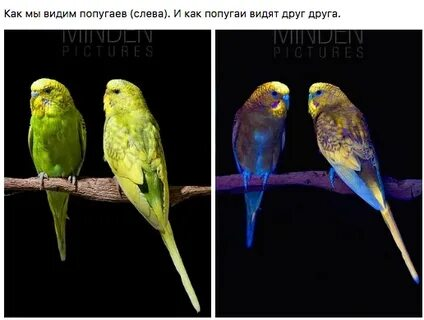 Как мы видим попугаев (слева). И как попугаи видят друг друга.
MINDEN
PICTURES
MINDEN
PICTURES